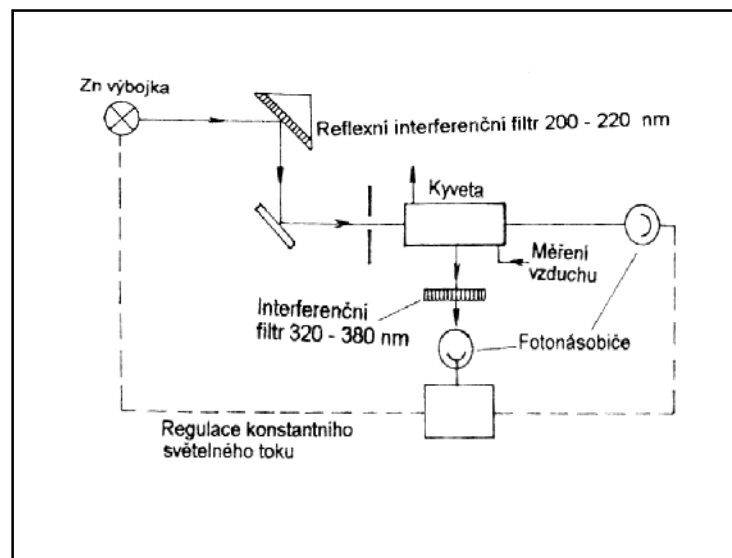 Zn výbojka
Reflexní interferenční filtr 200 - 220 nm
Kyveta
Měření
vzduchu
Interferenční
filtr 320 - 380 nm
Fotonásobiče
Regulace konstantního
světelného toku